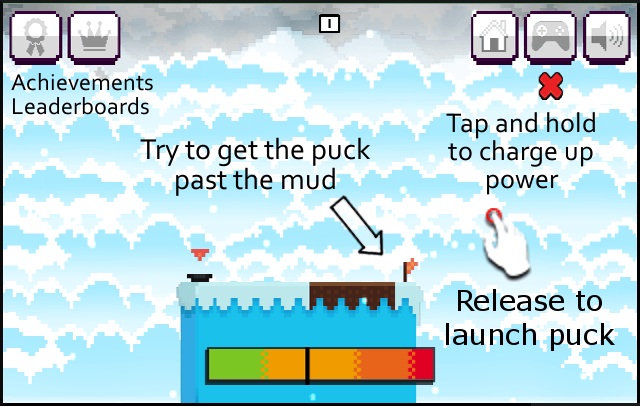 I
Achievements
Leaderboards
Tap and hold
to charge up
power
Try to get the puck
past the mud
Release to
launch puck